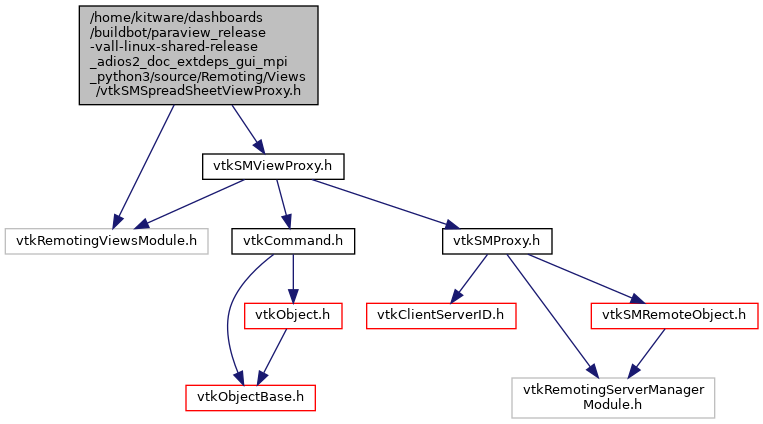 /home/kitware/dashboards
/buildbot/paraview_release
-vall-linux-shared-release
_adios2_doc_extdeps_gui_mpi
_python3/source/Remoting/Views
/vtkSMSpreadSheetViewProxy.h
vtkSMViewProxy.h
vtkRemotingViewsModule.h
vtkCommand.h
vtkSMProxy.h
vtkObject.h
vtkClientServerID.h
vtkSMRemoteObject.h
vtkObjectBase.h
vtkRemotingServerManager
Module.h